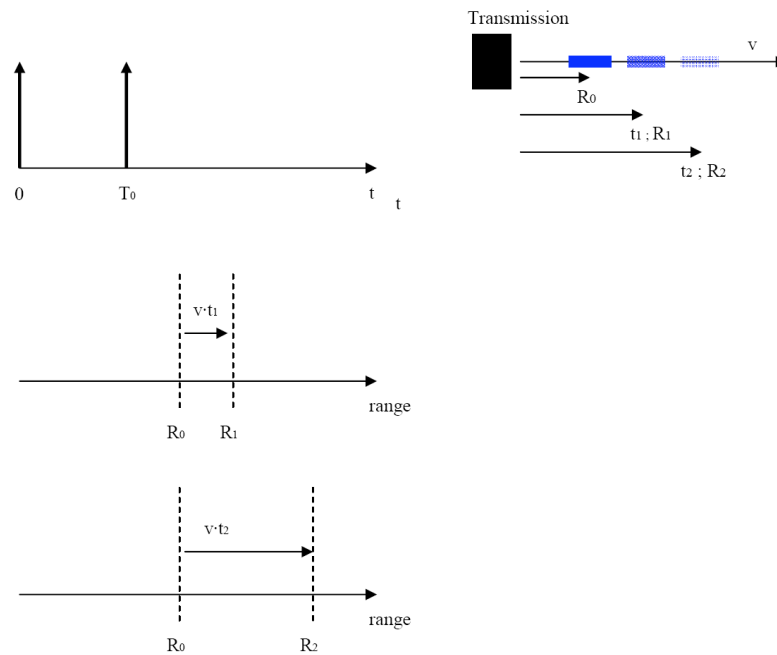 Transmission
v
R0
t1 ; R1
t2 ; R2
0 T0 t
t
v·t1
range
R0 R1
v·t2
range
R0 R2